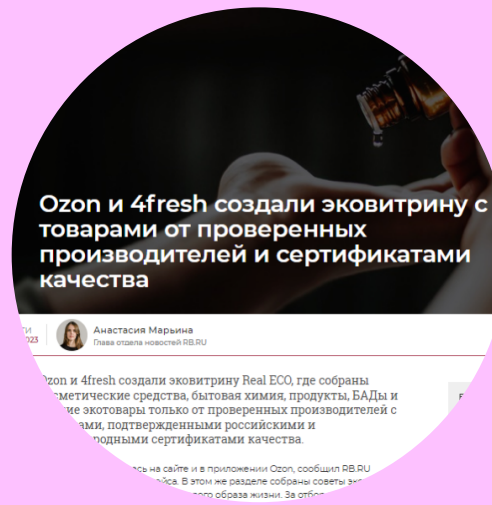 Ozon и 4fresh создали эковитрину с
товарами от проверенных
производителей и сертификатами
качества
Анастасия Марьина
Глава отдела новостей RB.RU
Ozon и 4fresh создали эковитрину Real ECO, где собраны
средства, бытовая химия, продукты, БАДы и
экотовары только от проверенных производителей с
подтвержденными российскими и
сертификатами качества.
на сайте и в приложении Ozon, сообщил RB.RU
В этом же разделе собраны советы
образа жизни. За